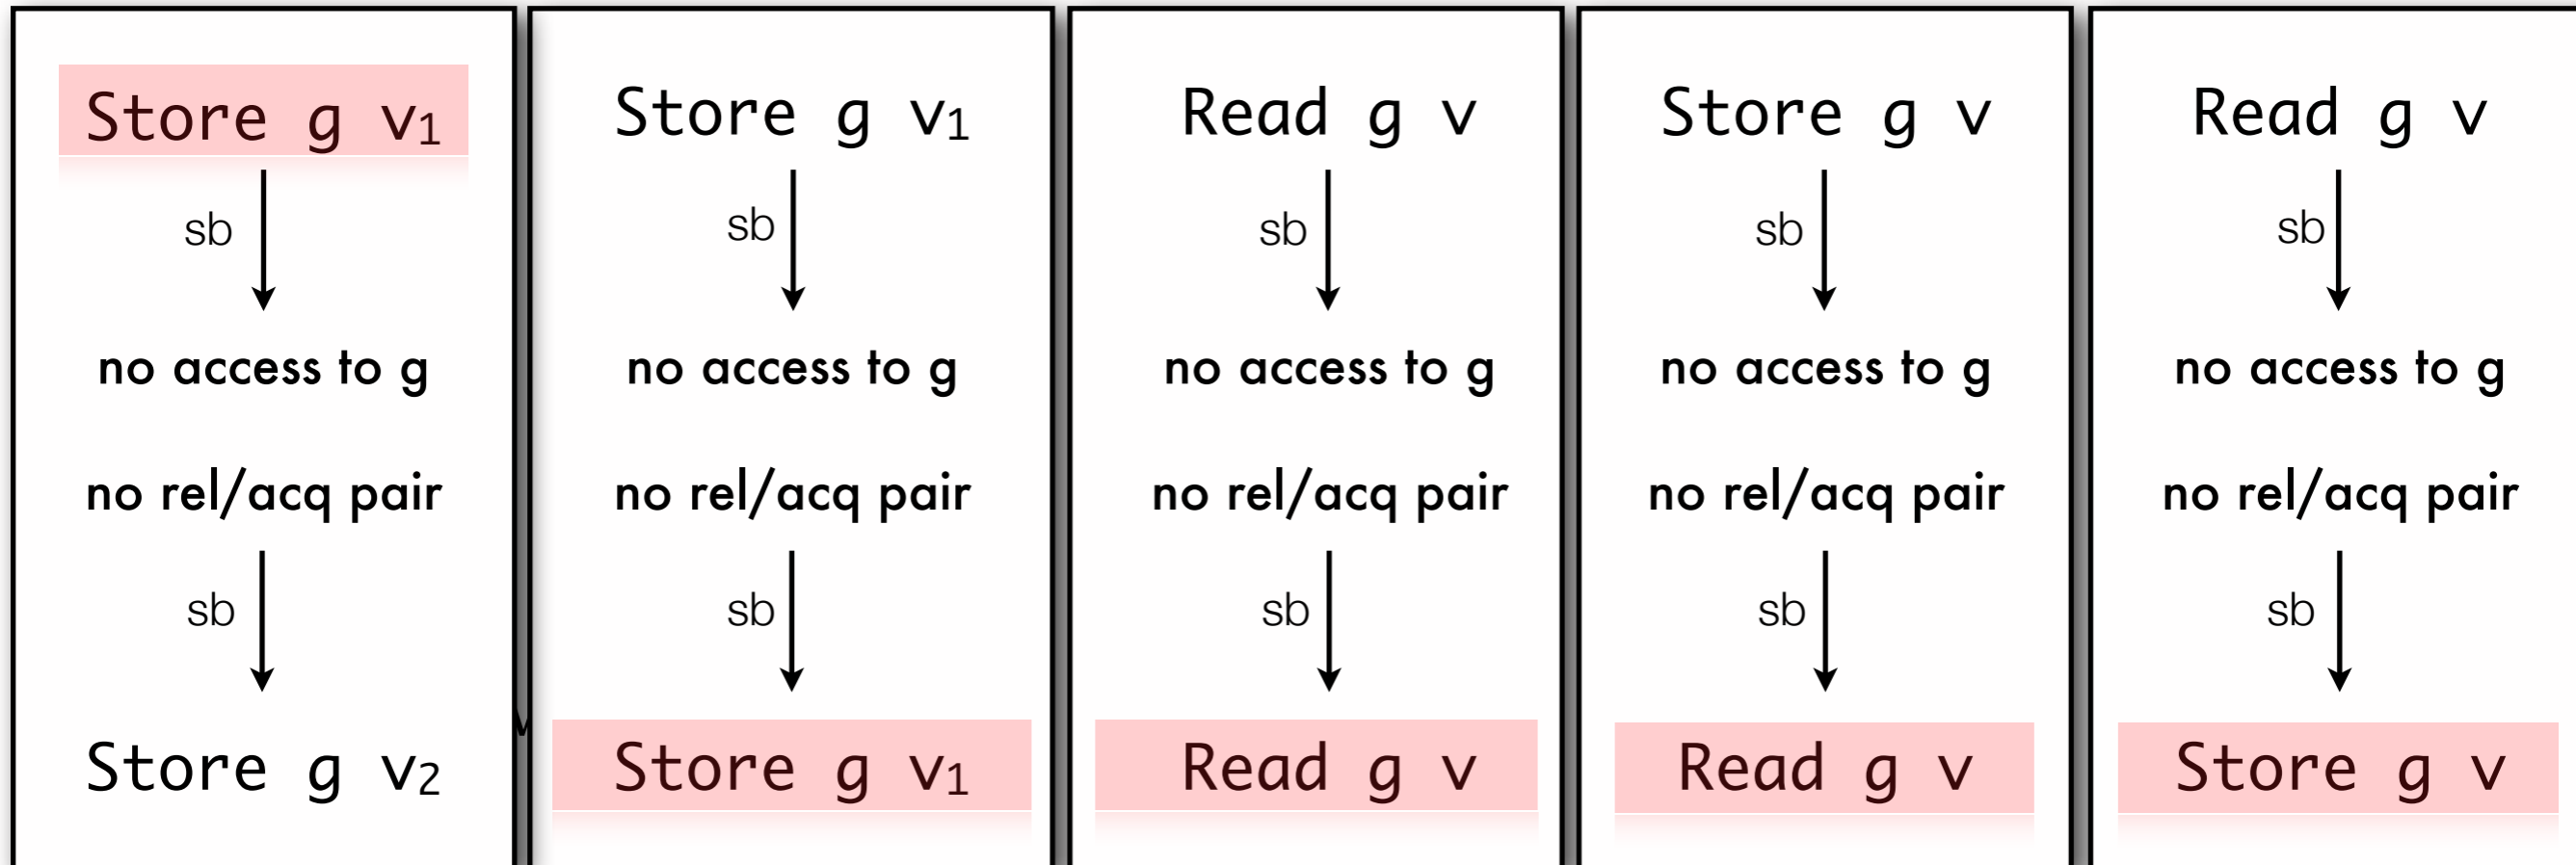 Store g v₁
sb
no access to g
no rel/acq pair
sb
Store g v₂
Store g v₁
sb
no access to g
no rel/acq pair
sb
Store g v₁
Read g v
sb
no access to g
no rel/acq pair
sb
Read g v
Store g v
sb
no access to g
no rel/acq pair
sb
Read g v
Read g v
sb
no access to g
no rel/acq pair
sb
Store g v